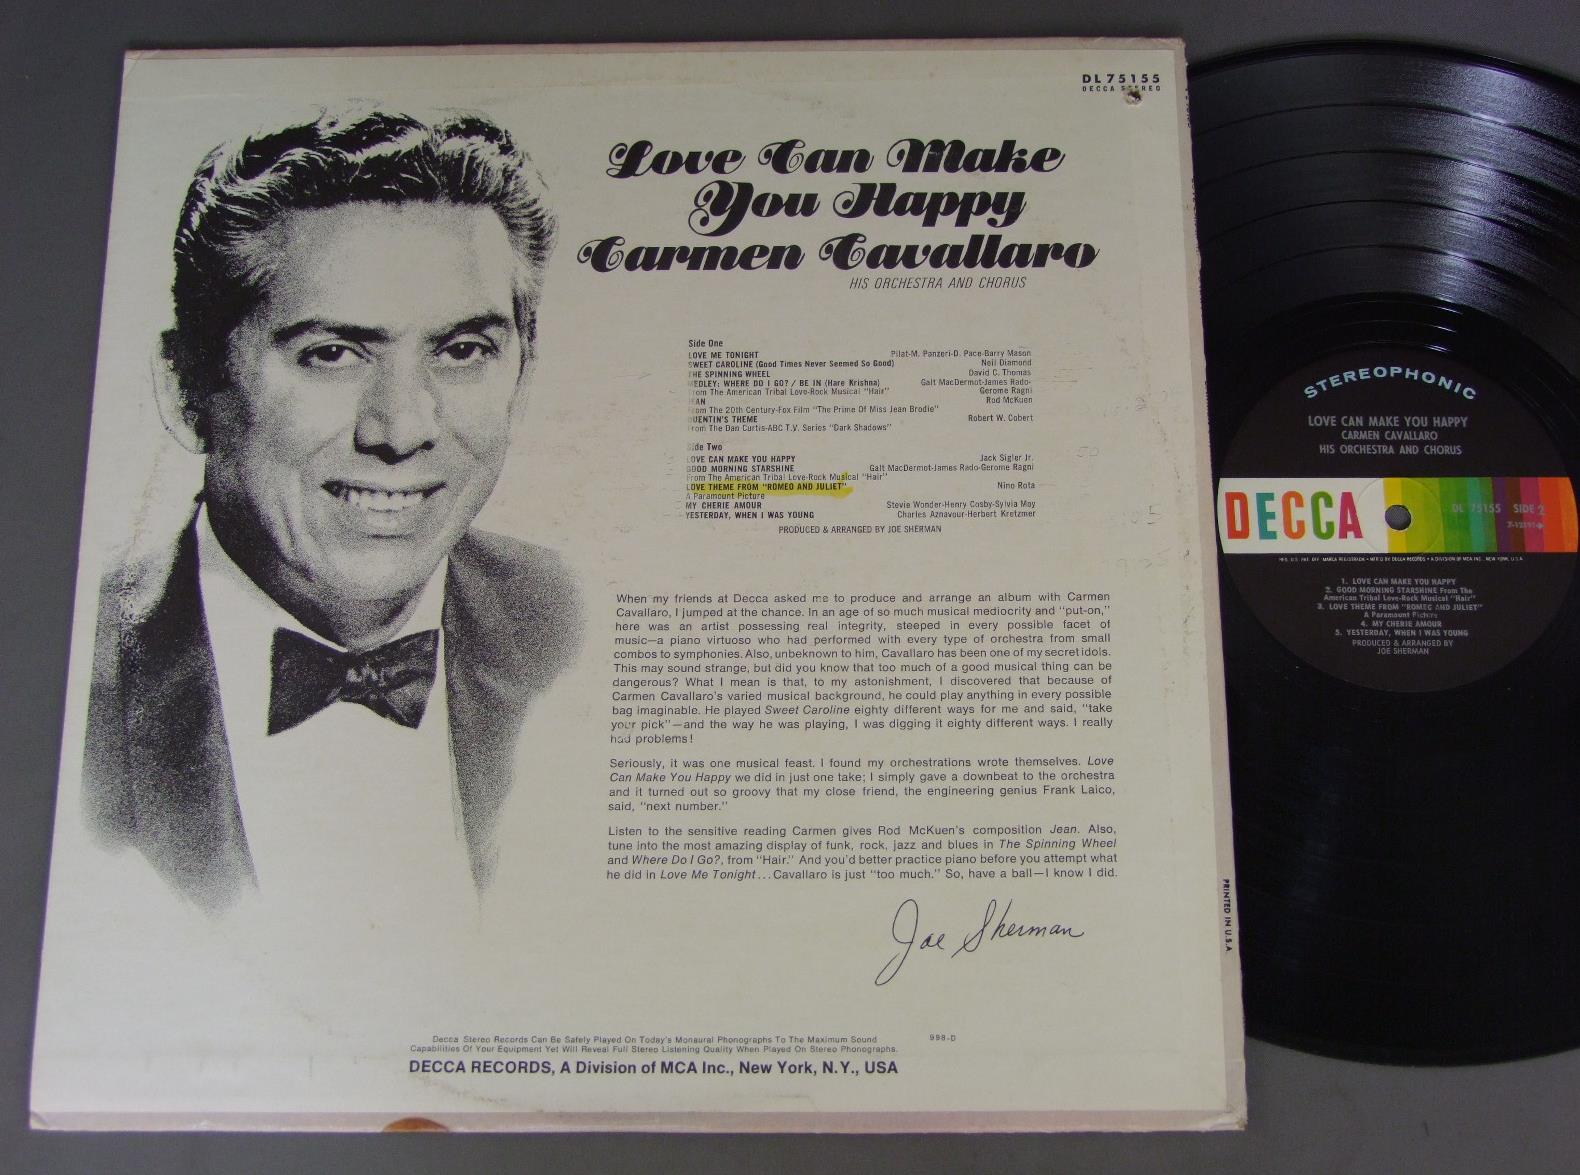 DL 75155
DECCA STEREO
Love Can Make
You Happy
Carmen Cavallaro
HIS ORCHESTRA AND CHORUS
Side One
LOVE ME TONIGHT Pilat-M. Panzeri-D. Pace-Barry Mason
SWEET CAROLINE (Good Times Never Seemed So Good) Neil Diamond
THE SPINNING WHEEL David C. Thomas
MEDLEY: WHERE DO I GO? / BE IN (Hare Krishna) Galt MacDermot-James Rado-
From The American Tribal Love-Rock Musical "Hair" Gerome Ragni
JEAN Rod McKuen
From The 20th Century-Fox Film "The Prime Of Miss Jean Brodie"
QUENTIN'S THEME Robert W. Cobert
From The Dan Curtis-ABC T.V. Series "Dark Shadows"
Side Two
LOVE CAN MAKE YOU HAPPY Jack Sigler Jr.
GOOD MORNING STARSHINE Galt MacDermot-James Rado-Gerome Ragni
From The American Tribal Love-Rock Musical "Hair"
LOVE THEME FROM "ROMEO AND JULIET" Nino Rota
A Paramount Picture
MY CHERIE AMOUR Stevie Wonder-Henry Cosby-Sylvia Moy
YESTERDAY, WHEN I WAS YOUNG Charles Aznavour-Herbert Kretzmer
PRODUCED & ARRANGED BY JOE SHERMAN
When my friends at Decca asked me to produce and arrange an album with Carmen
Cavallaro, I jumped at the chance. In an age of so much musical mediocrity and "put-on,"
here was an artist possessing real integrity, steeped in every possible facet of
music—a piano virtuoso who had performed with every type of orchestra from small
combos to symphonies. Also, unbeknown to him, Cavallaro has been one of my secret idols.
This may sound strange, but did you know that too much of a good musical thing can be
dangerous? What I mean is that, to my astonishment, I discovered that because of
Carmen Cavallaro's varied musical background, he could play anything in every possible
bag imaginable. He played Sweet Caroline eighty different ways for me and said, "take
your pick"—and the way he was playing, I was digging it eighty different ways. I really
had problems!
Seriously, it was one musical feast. I found my orchestrations wrote themselves. Love
Can Make You Happy we did in just one take; I simply gave a downbeat to the orchestra
and it turned out so groovy that my close friend, the engineering genius Frank Laico,
said, "next number."
Listen to the sensitive reading Carmen gives Rod McKuen's composition Jean. Also,
tune into the most amazing display of funk, rock, jazz and blues in The Spinning Wheel
and Where Do I Go?, from "Hair." And you'd better practice piano before you attempt what
he did in Love Me Tonight...Cavallaro is just "too much." So, have a ball—I know I did.
Joe Sherman
Decca Stereo Records Can Be Safely Played On Today's Monaural Phonographs To The Maximum Sound
Capabilities Of Your Equipment Yet Will Reveal Full Stereo Listening Quality When Played On Stereo Phonographs.
998-D
DECCA RECORDS, A Division of MCA Inc., New York, N.Y., USA
PRINTED IN U.S.A.
STEREOPHONIC
LOVE CAN MAKE YOU HAPPY
CARMEN CAVALLARO
HIS ORCHESTRA AND CHORUS
DECCA
DL 75155 SIDE 2
REG. U.S. PAT. OFF. MARCA REGISTRADA • MFR'D BY DECCA RECORDS • A DIVISION OF MCA INC., NEW YORK, U.S.A.
1. LOVE CAN MAKE YOU HAPPY
2. GOOD MORNING STARSHINE From The
American Tribal Love-Rock Musical "Hair"
3. LOVE THEME FROM "ROMEO AND JULIET"
A Paramount Picture
4. MY CHERIE AMOUR
5. YESTERDAY, WHEN I WAS YOUNG
PRODUCED & ARRANGED BY
JOE SHERMAN